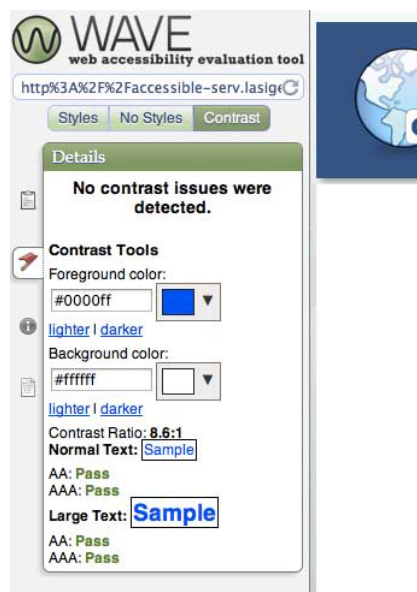 WAVE
web accessibility evaluation tool
http%3A%2F%2Faccessible-serv.lasige
Styles No Styles Contrast
Details
No contrast issues were
detected.
Contrast Tools
Foreground color:
#0000ff
lighter | darker
Background color:
#ffffff
lighter | darker
Contrast Ratio: 8.6:1
Normal Text: Sample
AA: Pass
AAA: Pass
Large Text: Sample
AA: Pass
AAA: Pass